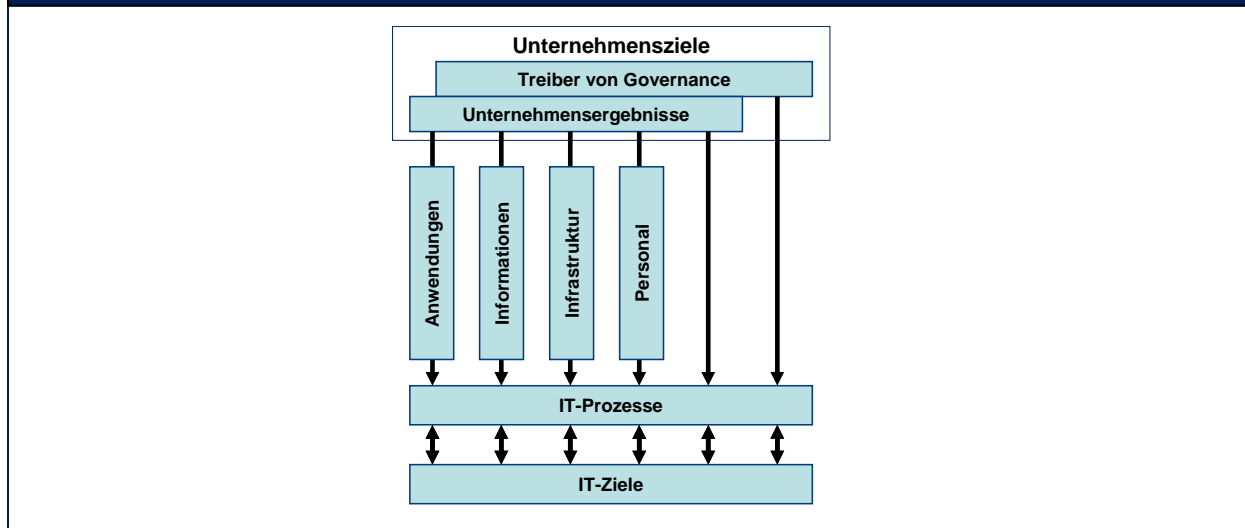 Unternehmensziele
Treiber von Governance
Unternehmensergebnisse
Anwendungen
Informationen
Infrastruktur
Personal
IT-Prozesse
IT-Ziele